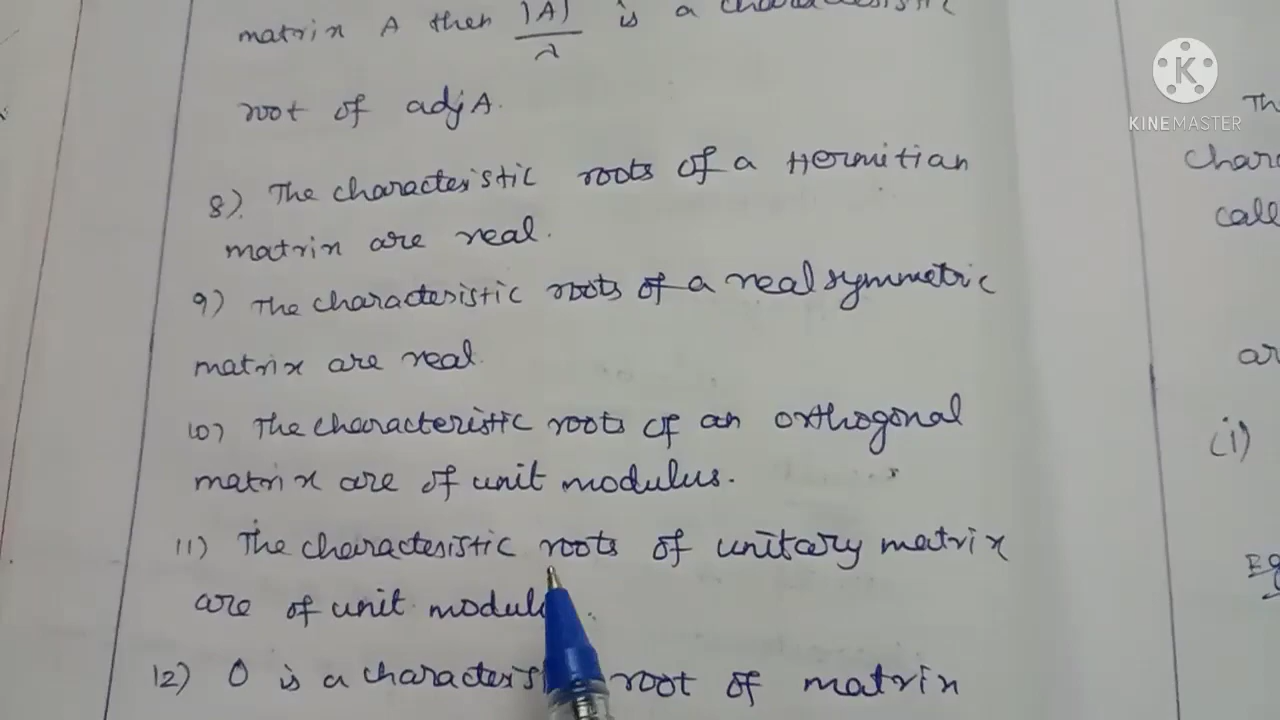 matrix A then |A|/λ is a characteristic
root of adj A.
8) The characteristic roots of a Hermitian
matrix are real.
9) The characteristic roots of a real symmetric
matrix are real.
10) The characteristic roots of an orthogonal
matrix are of unit modulus.
11) The characteristic roots of unitary matrix
are of unit modul
12) 0 is a characteris root of matrix
K
KINEMASTER
Th
chara
call
ar
(i)
Eg